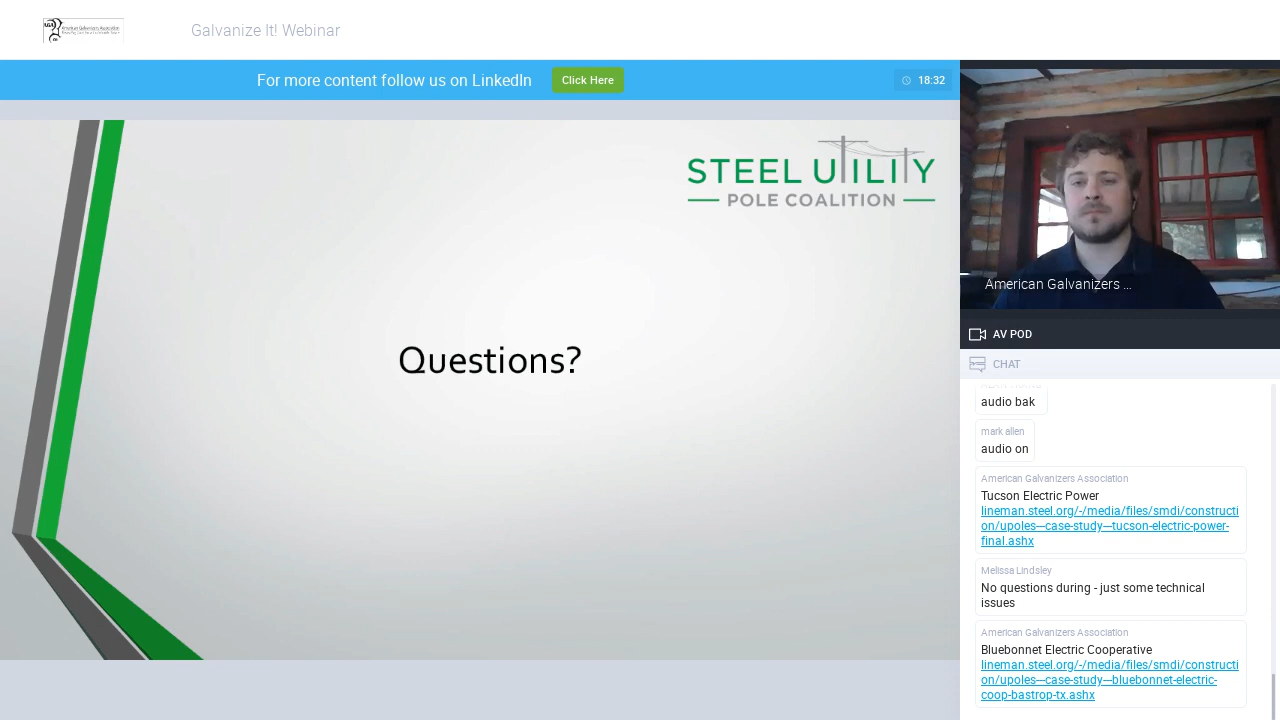 Galvanize It! Webinar
For more content follow us on LinkedIn
Click Here
18:32
STEEL UTILITY
POLE COALITION
Questions?
American Galvanizers ...
AV POD
CHAT
audio bak
mark allen
audio on
American Galvanizers Association
Tucson Electric Power
lineman.steel.org/-/media/files/smdi/constructi
on/upoles---case-study---tucson-electric-power-
final.ashx
Melissa Lindsley
No questions during - just some technical
issues
American Galvanizers Association
Bluebonnet Electric Cooperative
lineman.steel.org/-/media/files/smdi/constructi
on/upoles---case-study---bluebonnet-electric-
coop-bastrop-tx.ashx